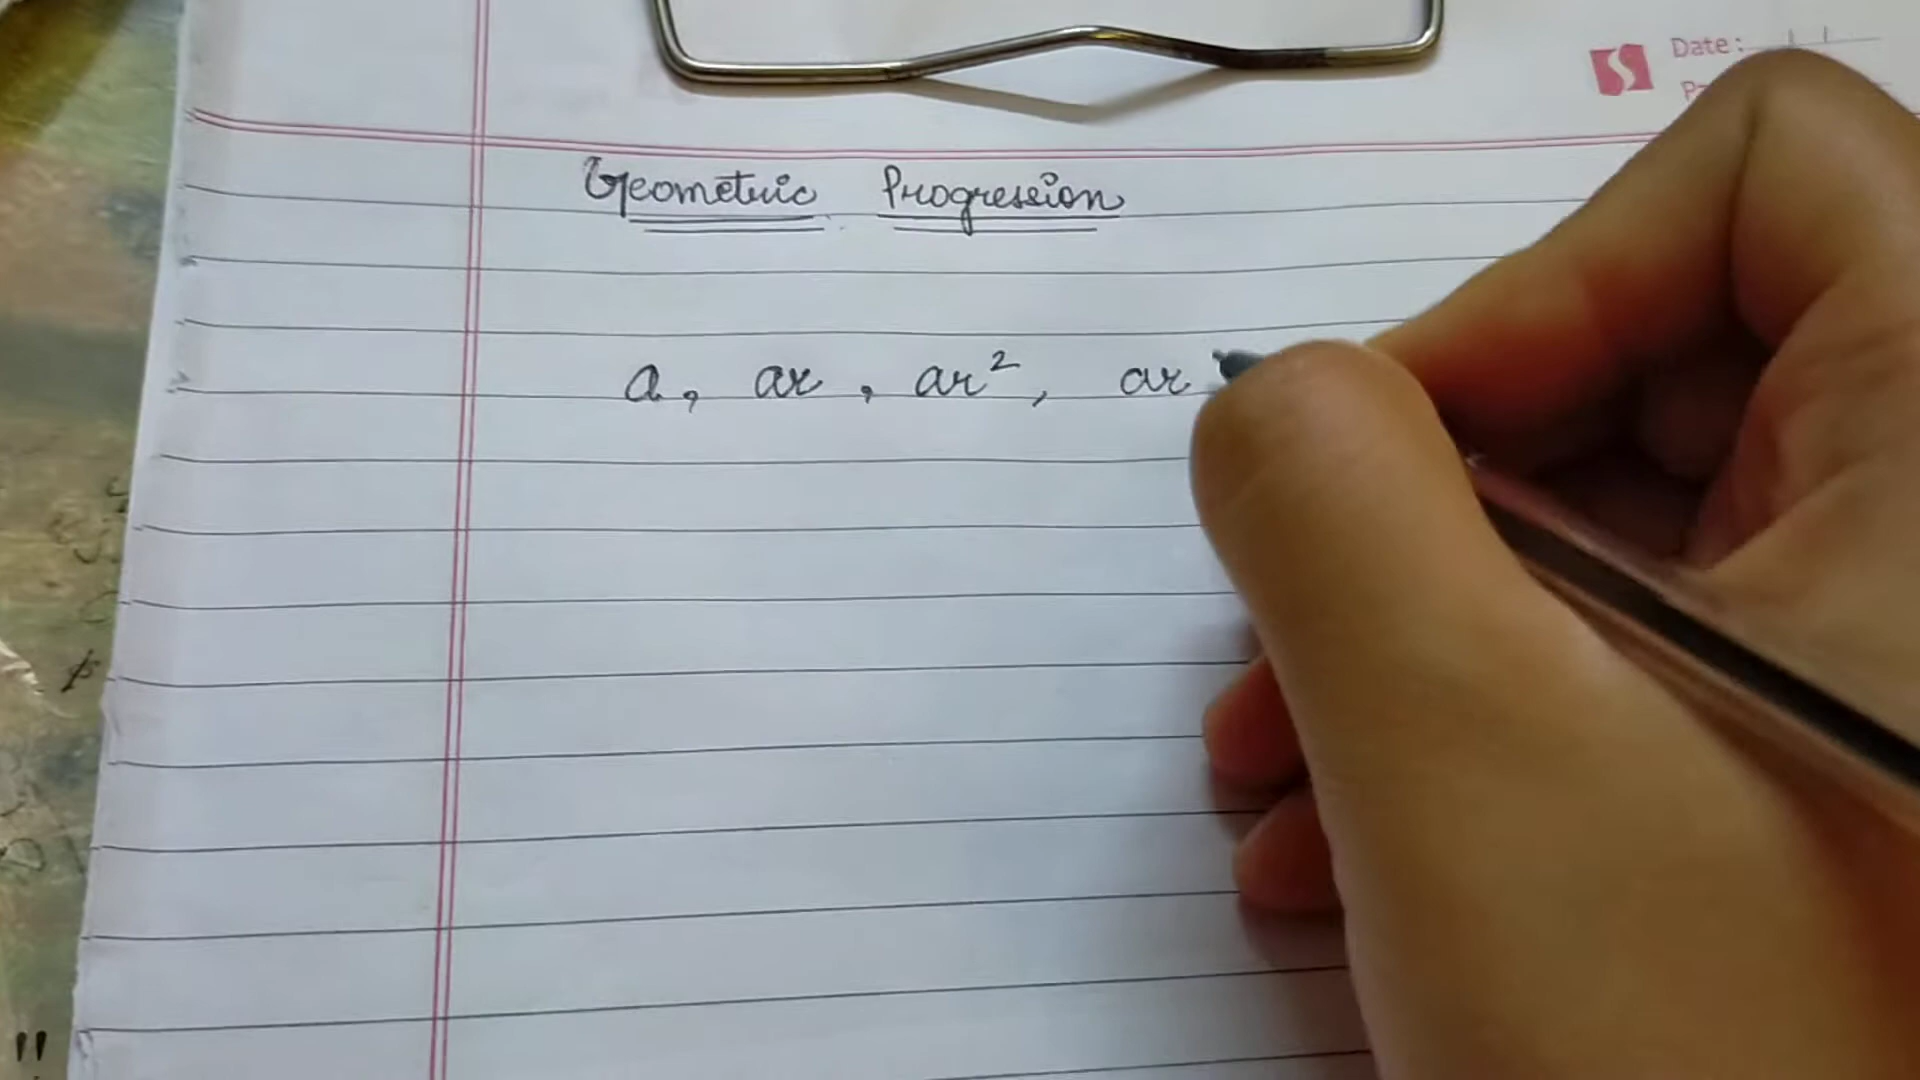 Date:
Geometric Progression
a, ar, ar², ar